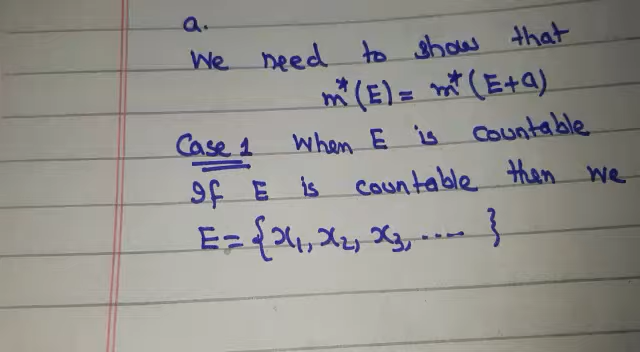 a.
We need to show that
m*(E) = m*(E+a)
Case 1 When E is countable
If E is countable then we
E = {x₁, x₂, x₃, ..... }